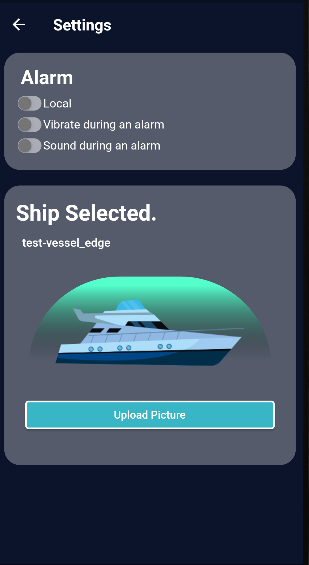 Settings
Alarm
Local
Vibrate during an alarm
Sound during an alarm
Ship Selected.
test-vessel_edge
Upload Picture